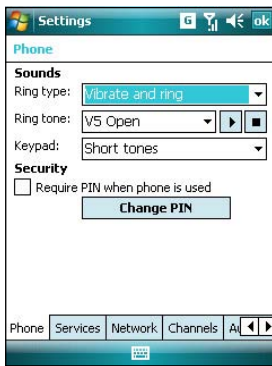 Settings
G
ok
Phone
Sounds
Ring type: Vibrate and ring
Ring tone: V5 Open
Keypad: Short tones
Security
Require PIN when phone is used
Change PIN
Phone Services Network Channels